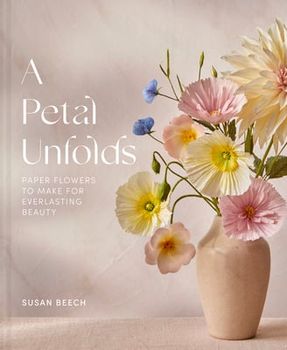 A
Petal
Unfolds
PAPER FLOWERS
TO MAKE FOR
EVERLASTING
BEAUTY
SUSAN BEECH